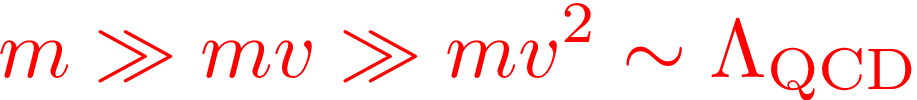 m ≫ mv ≫ mv² ∼ Λ_QCD